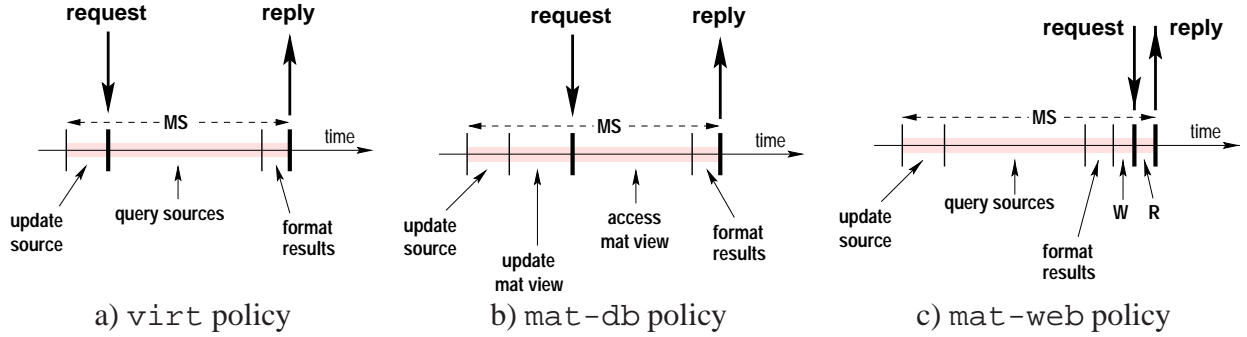 request
reply
MS
time
update
source
query sources
format
results
a) virt policy
request
reply
MS
time
update
source
update
mat view
access
mat view
format
results
b) mat-db policy
request
reply
MS
time
update
source
query sources
format
results
W
R
c) mat-web policy